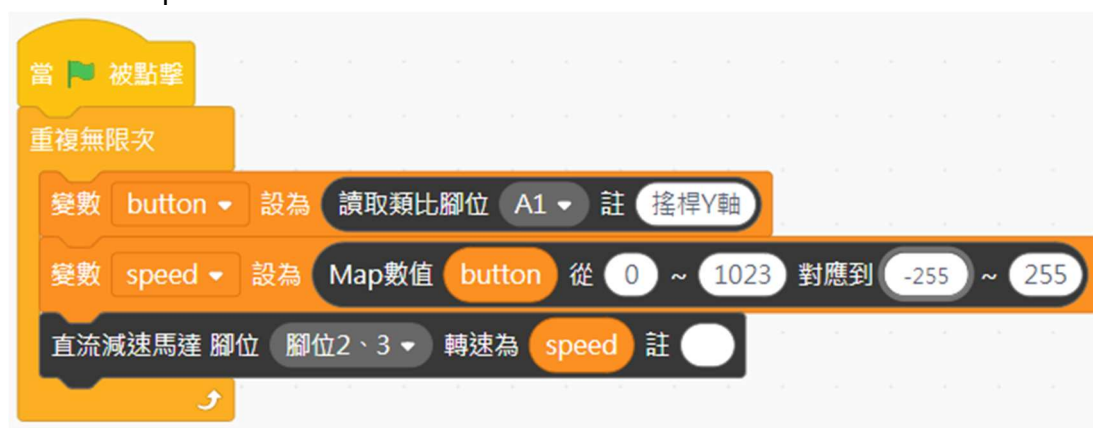 當 被點擊
重複無限次
變數 button 設為 讀取類比腳位 A1 註 搖桿Y軸
變數 speed 設為 Map數值 button 從 0 ~ 1023 對應到 -255 ~ 255
直流減速馬達 腳位 腳位2、3 轉速為 speed 註